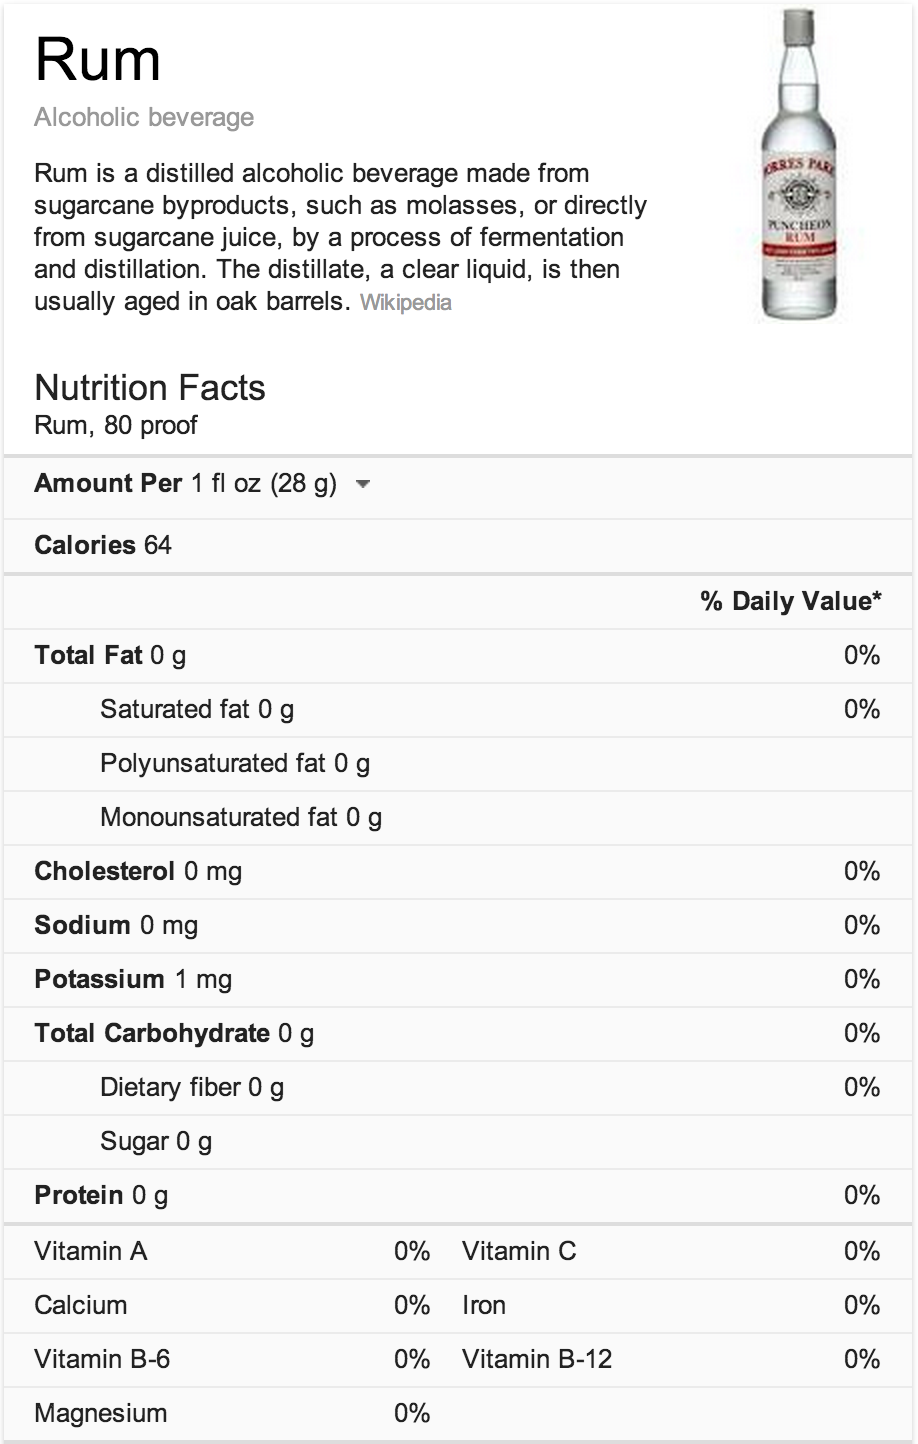 Rum
Alcoholic beverage
Rum is a distilled alcoholic beverage made from
sugarcane byproducts, such as molasses, or directly
from sugarcane juice, by a process of fermentation
and distillation. The distillate, a clear liquid, is then
usually aged in oak barrels. Wikipedia
PUNCHEON
RUM
Nutrition Facts
Rum, 80 proof
Amount Per 1 fl oz (28 g)
Calories 64
% Daily Value*
Total Fat 0 g 0%
Saturated fat 0 g 0%
Polyunsaturated fat 0 g
Monounsaturated fat 0 g
Cholesterol 0 mg 0%
Sodium 0 mg 0%
Potassium 1 mg 0%
Total Carbohydrate 0 g 0%
Dietary fiber 0 g 0%
Sugar 0 g
Protein 0 g 0%
Vitamin A 0% Vitamin C 0%
Calcium 0% Iron 0%
Vitamin B-6 0% Vitamin B-12 0%
Magnesium 0%